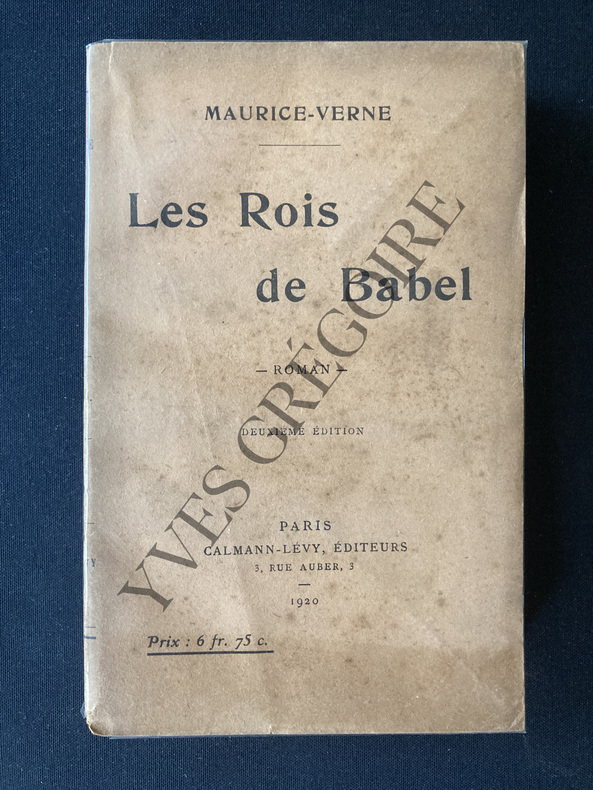 MAURICE-VERNE
Les Rois
de Babel
— ROMAN —
DEUXIÈME ÉDITION
PARIS
CALMANN-LÉVY, ÉDITEURS
3, RUE AUBER, 3
1920
Prix : 6 fr. 75 c.
YVES GRÉGOIRE